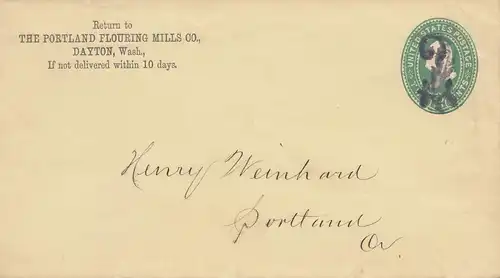 Return to
THE PORTLAND FLOURING MILLS CO.,
DAYTON, Wash.,
If not delivered within 10 days.
UNITED STATES POSTAGE
Henry Weinhard
Portland
Or.